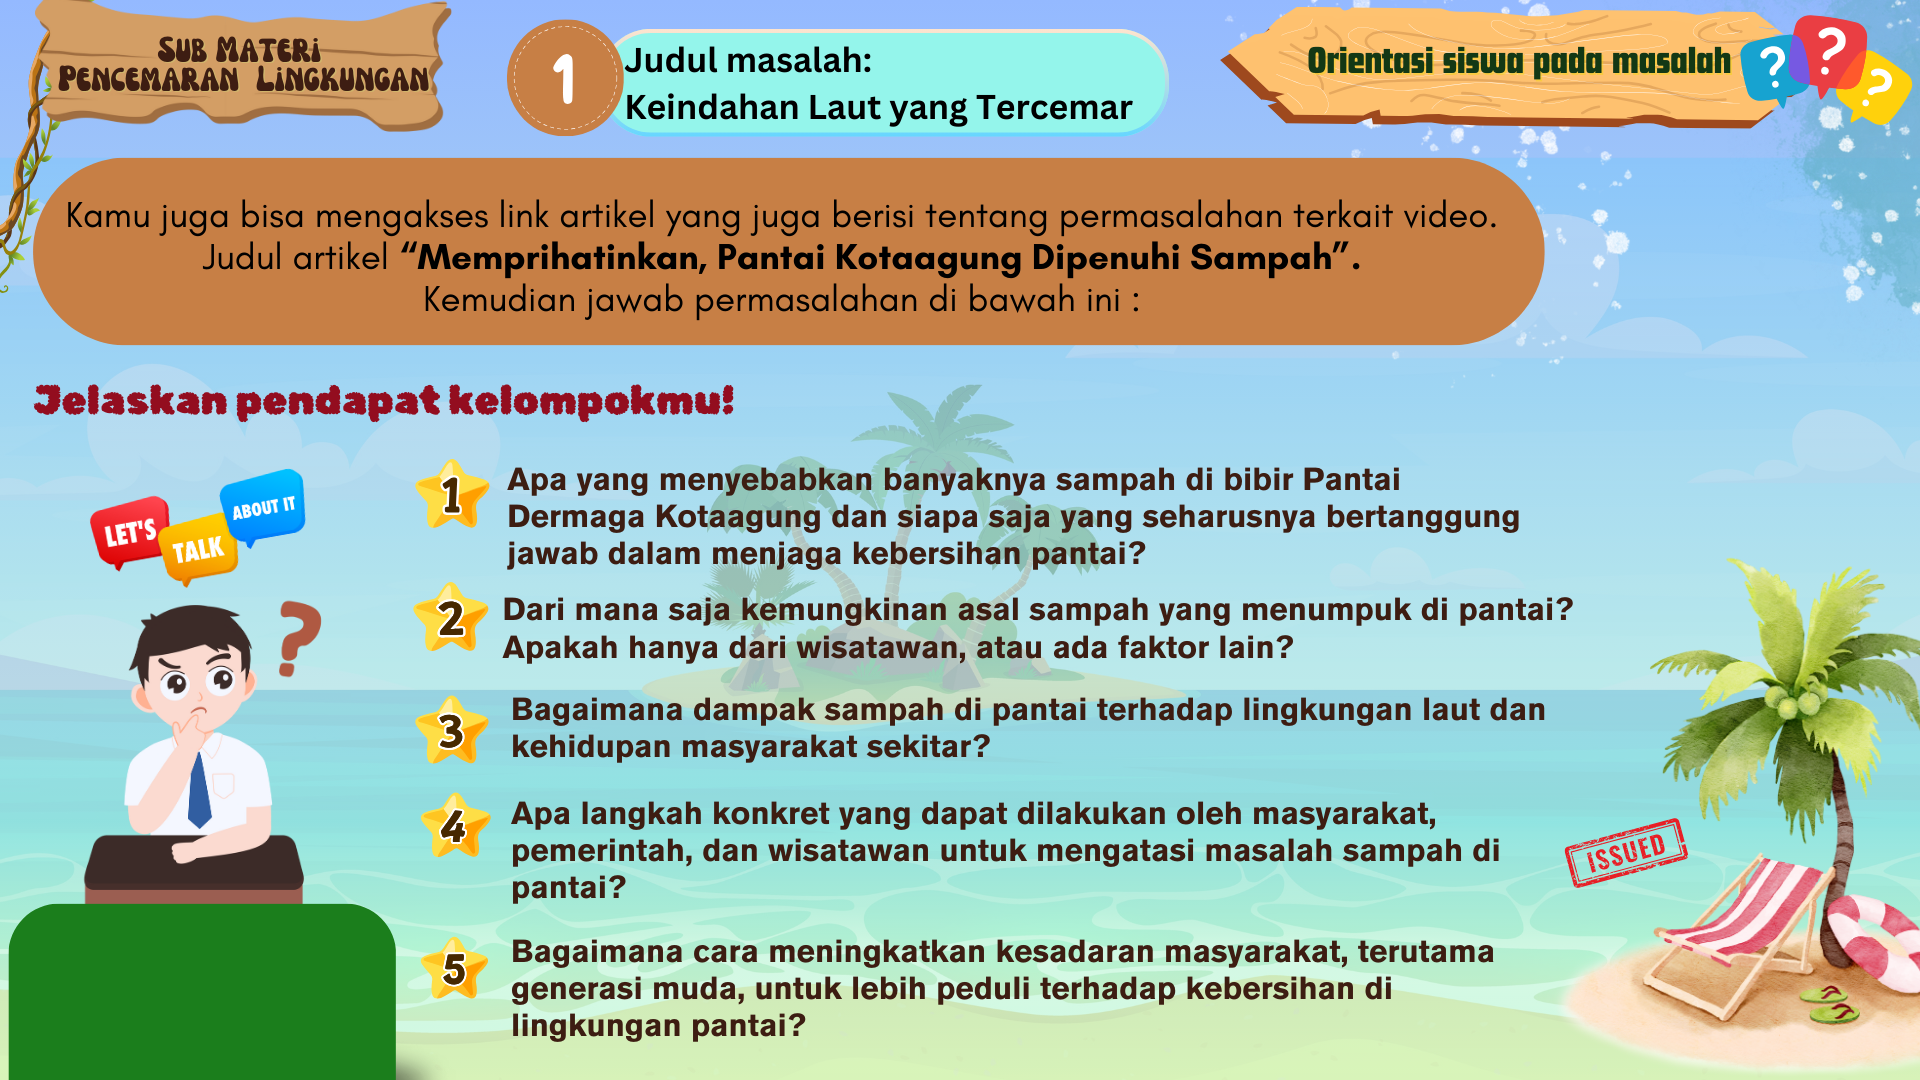 SUB MATERI
PENCEMARAN LINGKUNGAN
1
Judul masalah:
Keindahan Laut yang Tercemar
Orientasi siswa pada masalah
? ? ?
Kamu juga bisa mengakses link artikel yang juga berisi tentang permasalahan terkait video.
Judul artikel “Memprihatinkan, Pantai Kotaagung Dipenuhi Sampah”.
Kemudian jawab permasalahan di bawah ini :
Jelaskan pendapat kelompokmu!
LET'S
TALK
ABOUT IT
?
1
Apa yang menyebabkan banyaknya sampah di bibir Pantai
Dermaga Kotaagung dan siapa saja yang seharusnya bertanggung
jawab dalam menjaga kebersihan pantai?
2
Dari mana saja kemungkinan asal sampah yang menumpuk di pantai?
Apakah hanya dari wisatawan, atau ada faktor lain?
3
Bagaimana dampak sampah di pantai terhadap lingkungan laut dan
kehidupan masyarakat sekitar?
4
Apa langkah konkret yang dapat dilakukan oleh masyarakat,
pemerintah, dan wisatawan untuk mengatasi masalah sampah di
pantai?
5
Bagaimana cara meningkatkan kesadaran masyarakat, terutama
generasi muda, untuk lebih peduli terhadap kebersihan di
lingkungan pantai?
ISSUED